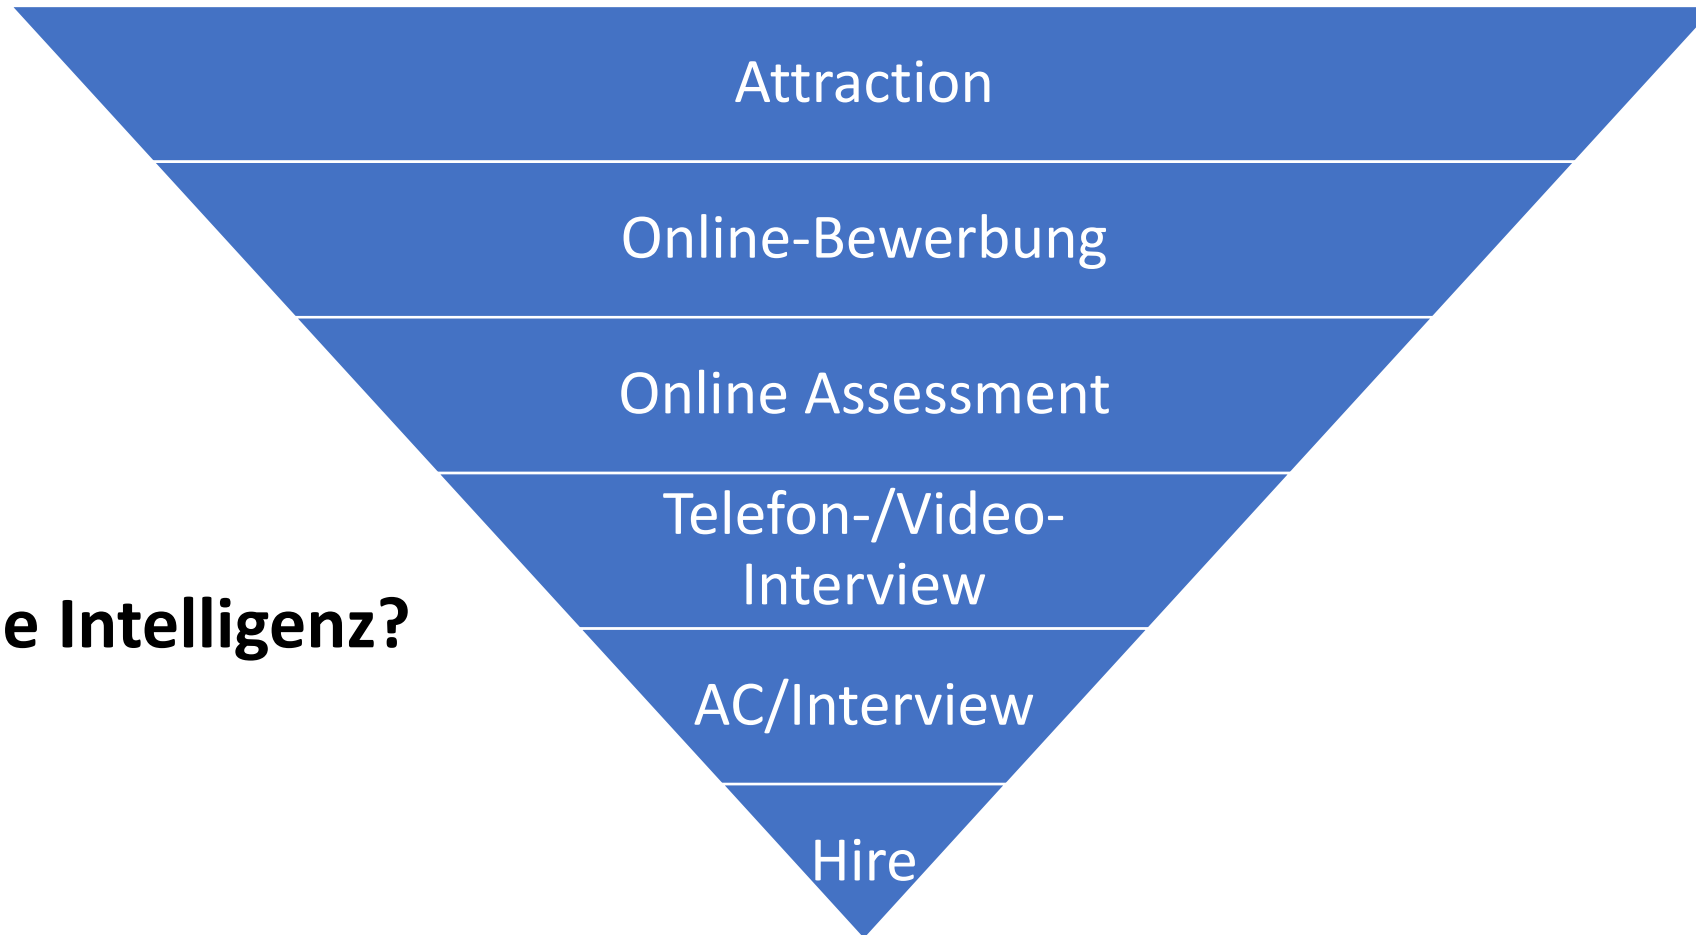 Attraction
Online-Bewerbung
Online Assessment
Telefon-/Video-
Interview
e Intelligenz?
AC/Interview
Hire